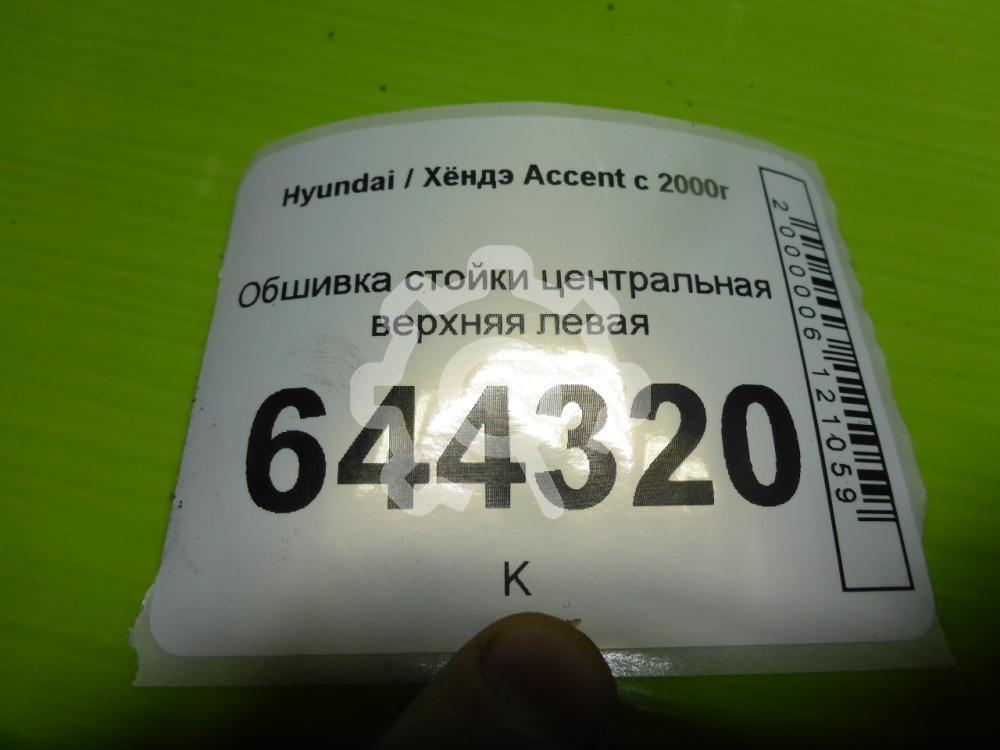 Hyundai / Хёндэ Accent с 2000г
Обшивка стойки центральная
верхняя левая
644320
К
2000006121059